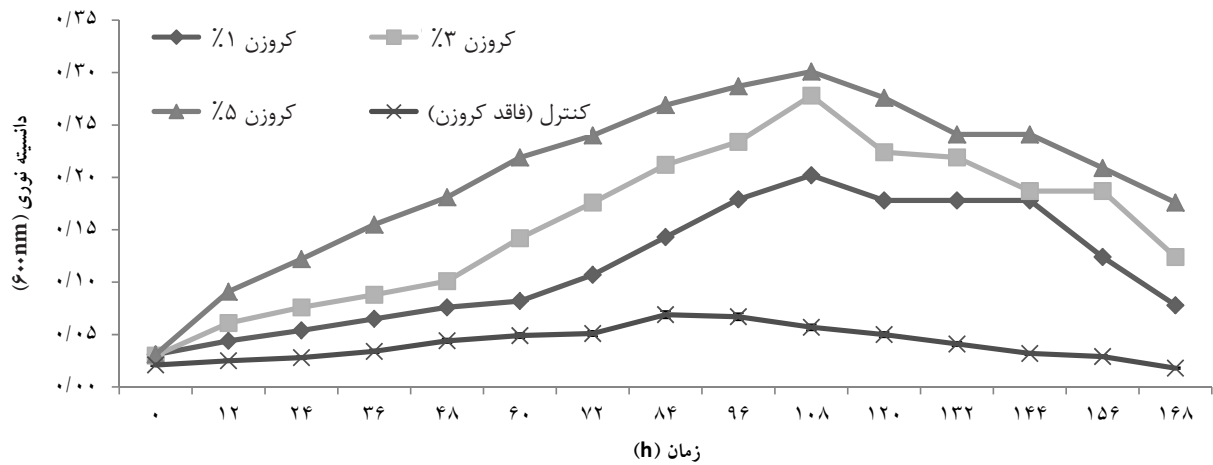 ۰/۳۵
۰/۳۰
۰/۲۵
۰/۲۰
۰/۱۵
۰/۱۰
۰/۰۵
۰/۰۰
دانسیته نوری (۶۰۰nm)
کروزن ۱٪
کروزن ۳٪
کروزن ۵٪
کنترل (فاقد کروزن)
۰ ۱۲ ۲۴ ۳۶ ۴۸ ۶۰ ۷۲ ۸۴ ۹۶ ۱۰۸ ۱۲۰ ۱۳۲ ۱۴۴ ۱۵۶ ۱۶۸
زمان (h)